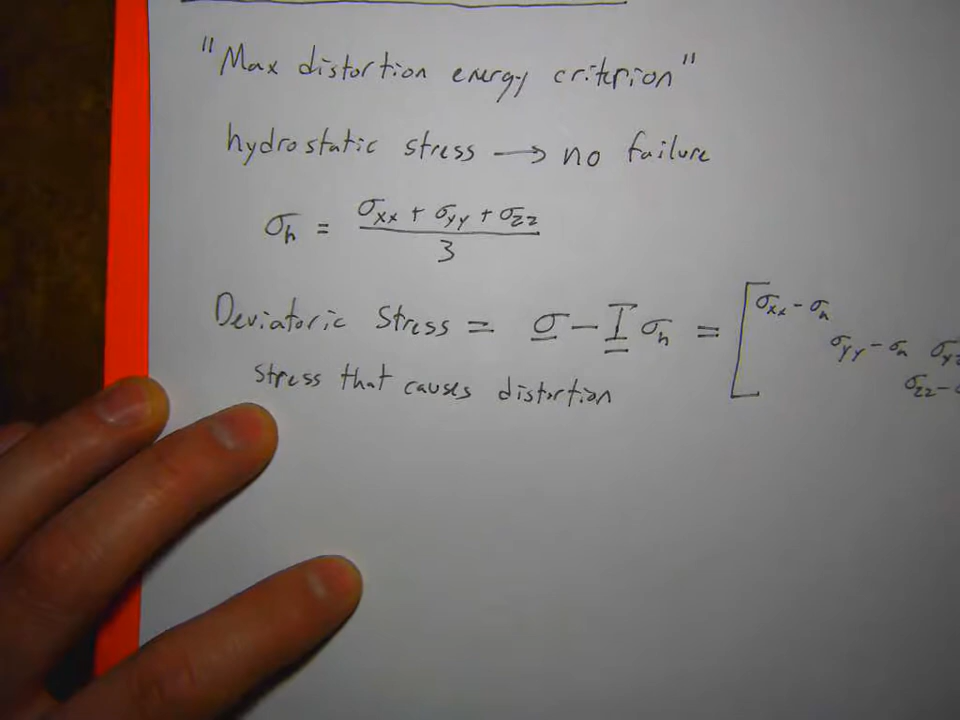 "Max distortion energy criterion"
hydrostatic stress → no failure
σh = σxx + σyy + σzz / 3
Deviatoric Stress = σ - I σh = [σxx - σh
σyy - σh
σzz -
stress that causes distortion